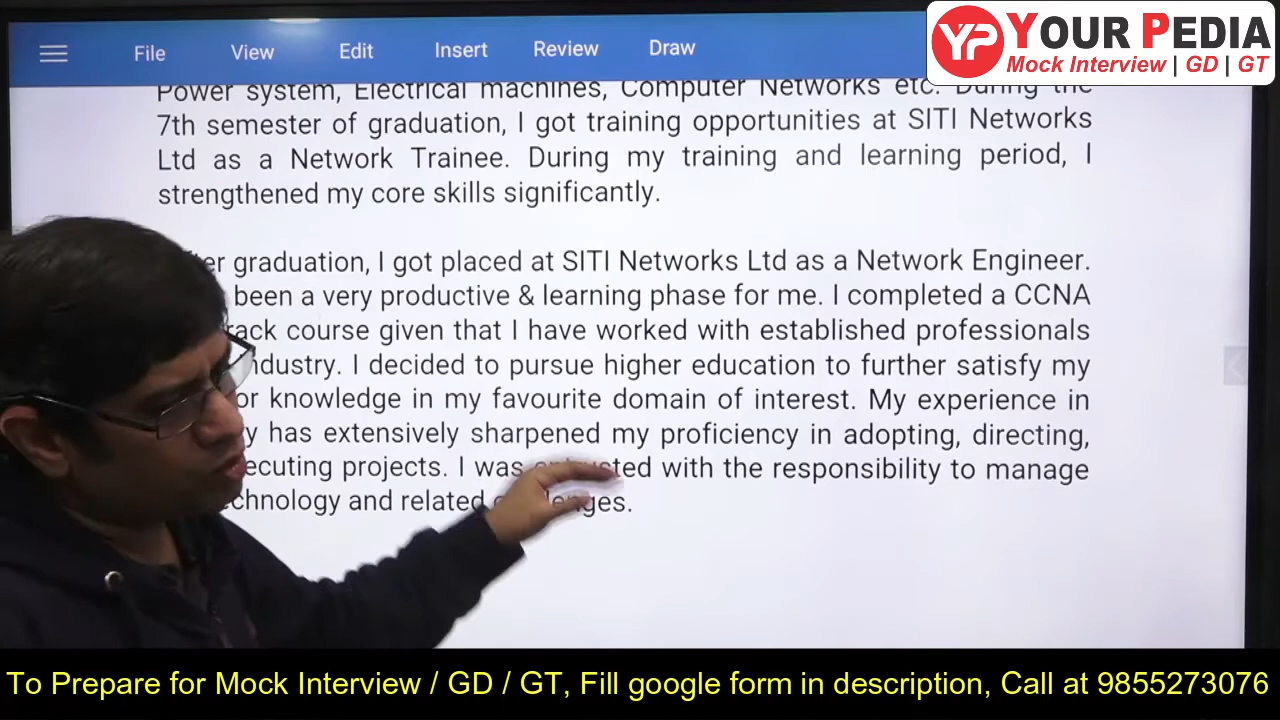 File View Edit Insert Review Draw
YOUR PEDIA
YP
Mock Interview | GD | GT
Power system, Electrical machines, Computer Networks etc. During the
7th semester of graduation, I got training opportunities at SITI Networks
Ltd as a Network Trainee. During my training and learning period, I
strengthened my core skills significantly.
graduation, I got placed at SITI Networks Ltd as a Network Engineer.
been a very productive & learning phase for me. I completed a CCNA
course given that I have worked with established professionals
I decided to pursue higher education to further satisfy my
knowledge in my favourite domain of interest. My experience in
has extensively sharpened my proficiency in adopting, directing,
projects. I was with the responsibility to manage
and related
To Prepare for Mock Interview / GD / GT, Fill google form in description, Call at 9855273076